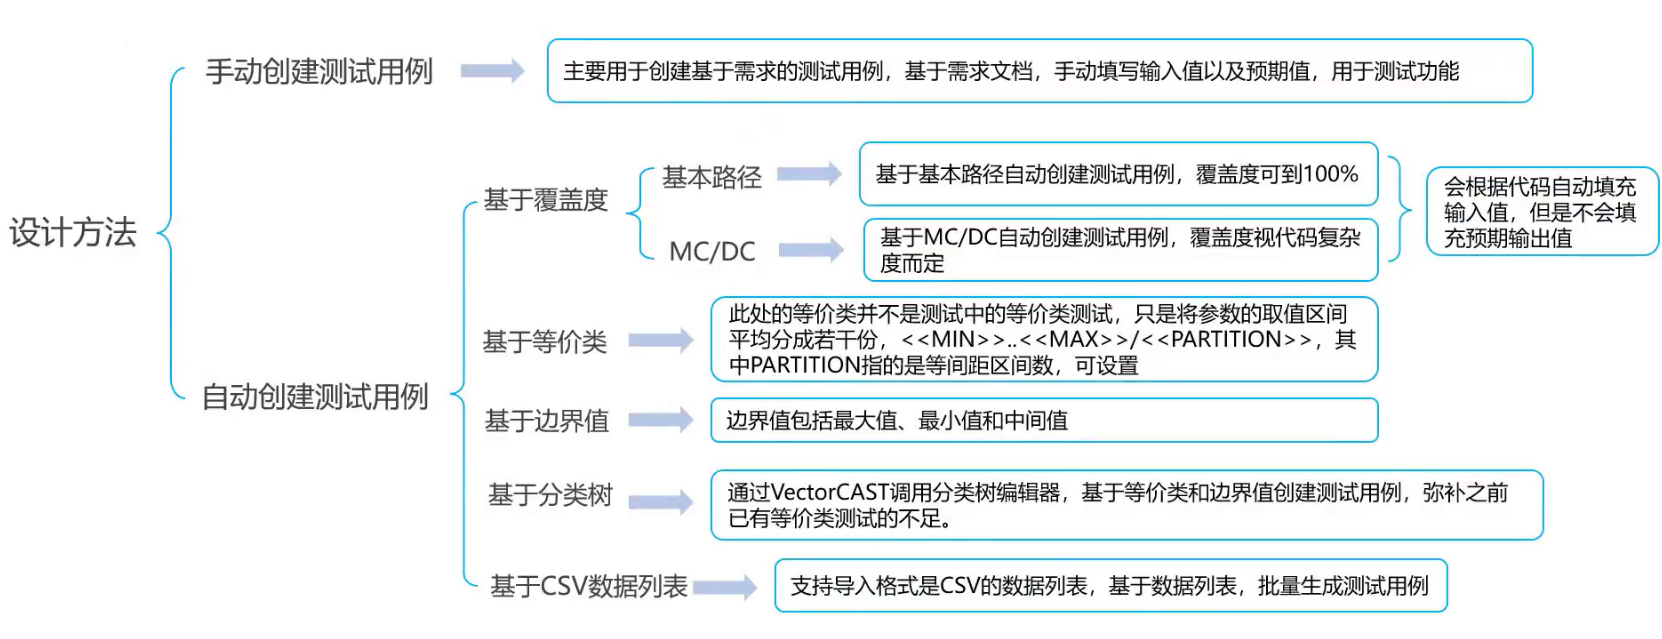 设计方法
手动创建测试用例
主要用于创建基于需求的测试用例，基于需求文档，手动填写输入值以及预期值，用于测试功能
自动创建测试用例
基于覆盖度
基本路径
基于基本路径自动创建测试用例，覆盖度可到100%
MC/DC
基于MC/DC自动创建测试用例，覆盖度视代码复杂
度而定
会根据代码自动填充
输入值，但是不会填
充预期输出值
基于等价类
此处的等价类并不是测试中的等价类测试，只是将参数的取值区间
平均分成若干份，<<MIN>>..<<MAX>>/<<PARTITION>>，其
中PARTITION指的是等间距区间数，可设置
基于边界值
边界值包括最大值、最小值和中间值
基于分类树
通过VectorCAST调用分类树编辑器，基于等价类和边界值创建测试用例，弥补之前
已有等价类测试的不足。
基于CSV数据列表
支持导入格式是CSV的数据列表，基于数据列表，批量生成测试用例